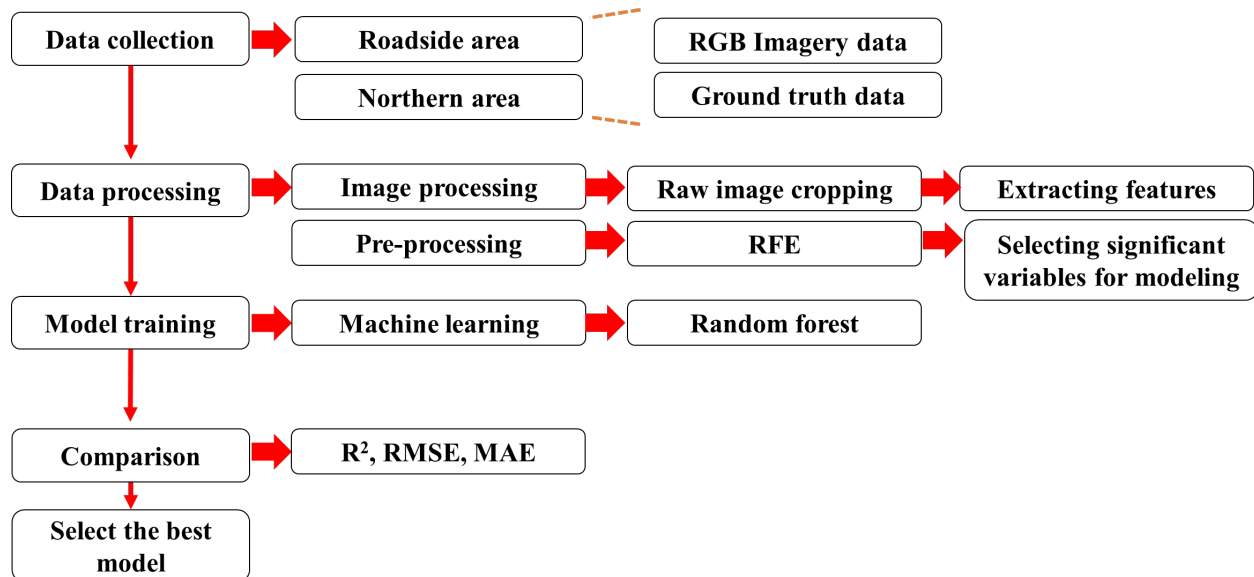 Data collection
Roadside area
RGB Imagery data
Northern area
Ground truth data
Data processing
Image processing
Raw image cropping
Extracting features
Pre-processing
RFE
Selecting significant
variables for modeling
Model training
Machine learning
Random forest
Comparison
R², RMSE, MAE
Select the best
model